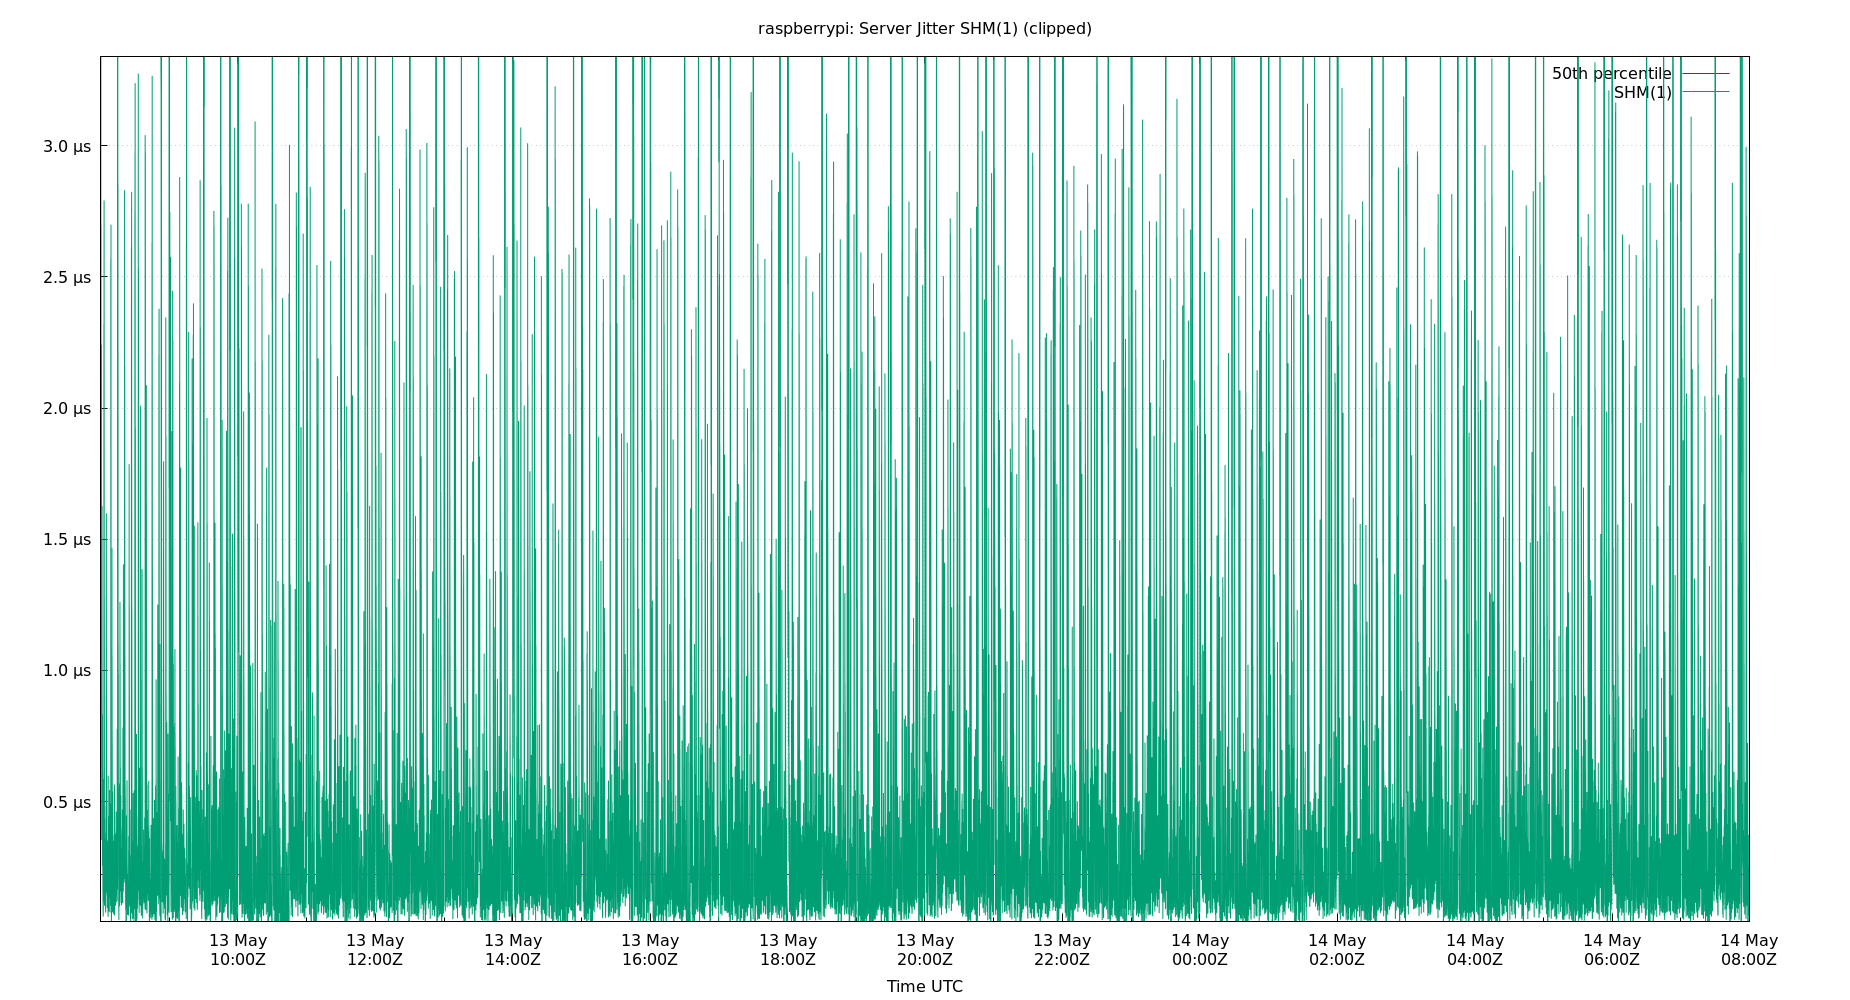 raspberrypi: Server Jitter SHM(1) (clipped)
50th percentile
SHM(1)
3.0 μs
2.5 μs
2.0 μs
1.5 μs
1.0 μs
0.5 μs
13 May 13 May 13 May 13 May 13 May 13 May 13 May 14 May 14 May 14 May 14 May 14 May
10:00Z 12:00Z 14:00Z 16:00Z 18:00Z 20:00Z 22:00Z 00:00Z 02:00Z 04:00Z 06:00Z 08:00Z
Time UTC